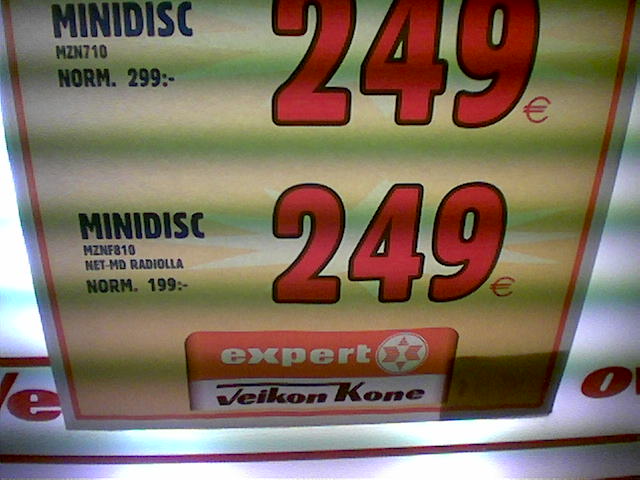 MINIDISC
MZN710
NORM. 299:-
249 €
MINIDISC
MZNF810
NET-MD RADIOLLA
NORM. 199:-
249 €
expert
Veikon Kone